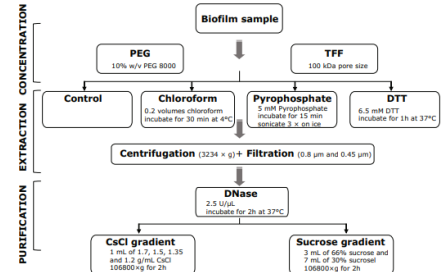 Biofilm sample
CONCENTRATION
PEG
10% w/v PEG 8000
TFF
100 kDa pore size
EXTRACTION
Control
Chloroform
0.2 volumes chloroform
incubate for 30 min at 4°C
Pyrophosphate
5 mM Pyrophosphate
incubate for 15 min
sonicate 3 × on ice
DTT
6.5 mM DTT
incubate for 1h at 37°C
Centrifugation (3234 × g)+ Filtration (0.8 µm and 0.45 µm)
PURIFICATION
DNase
2.5 U/µL
incubate for 2h at 37°C
CsCl gradient
1 mL of 1.7, 1.5, 1.35
and 1.2 g/mL CsCl
106800×g for 2h
Sucrose gradient
3 mL of 66% sucrose and
7 mL of 30% sucrosel
106800×g for 2h